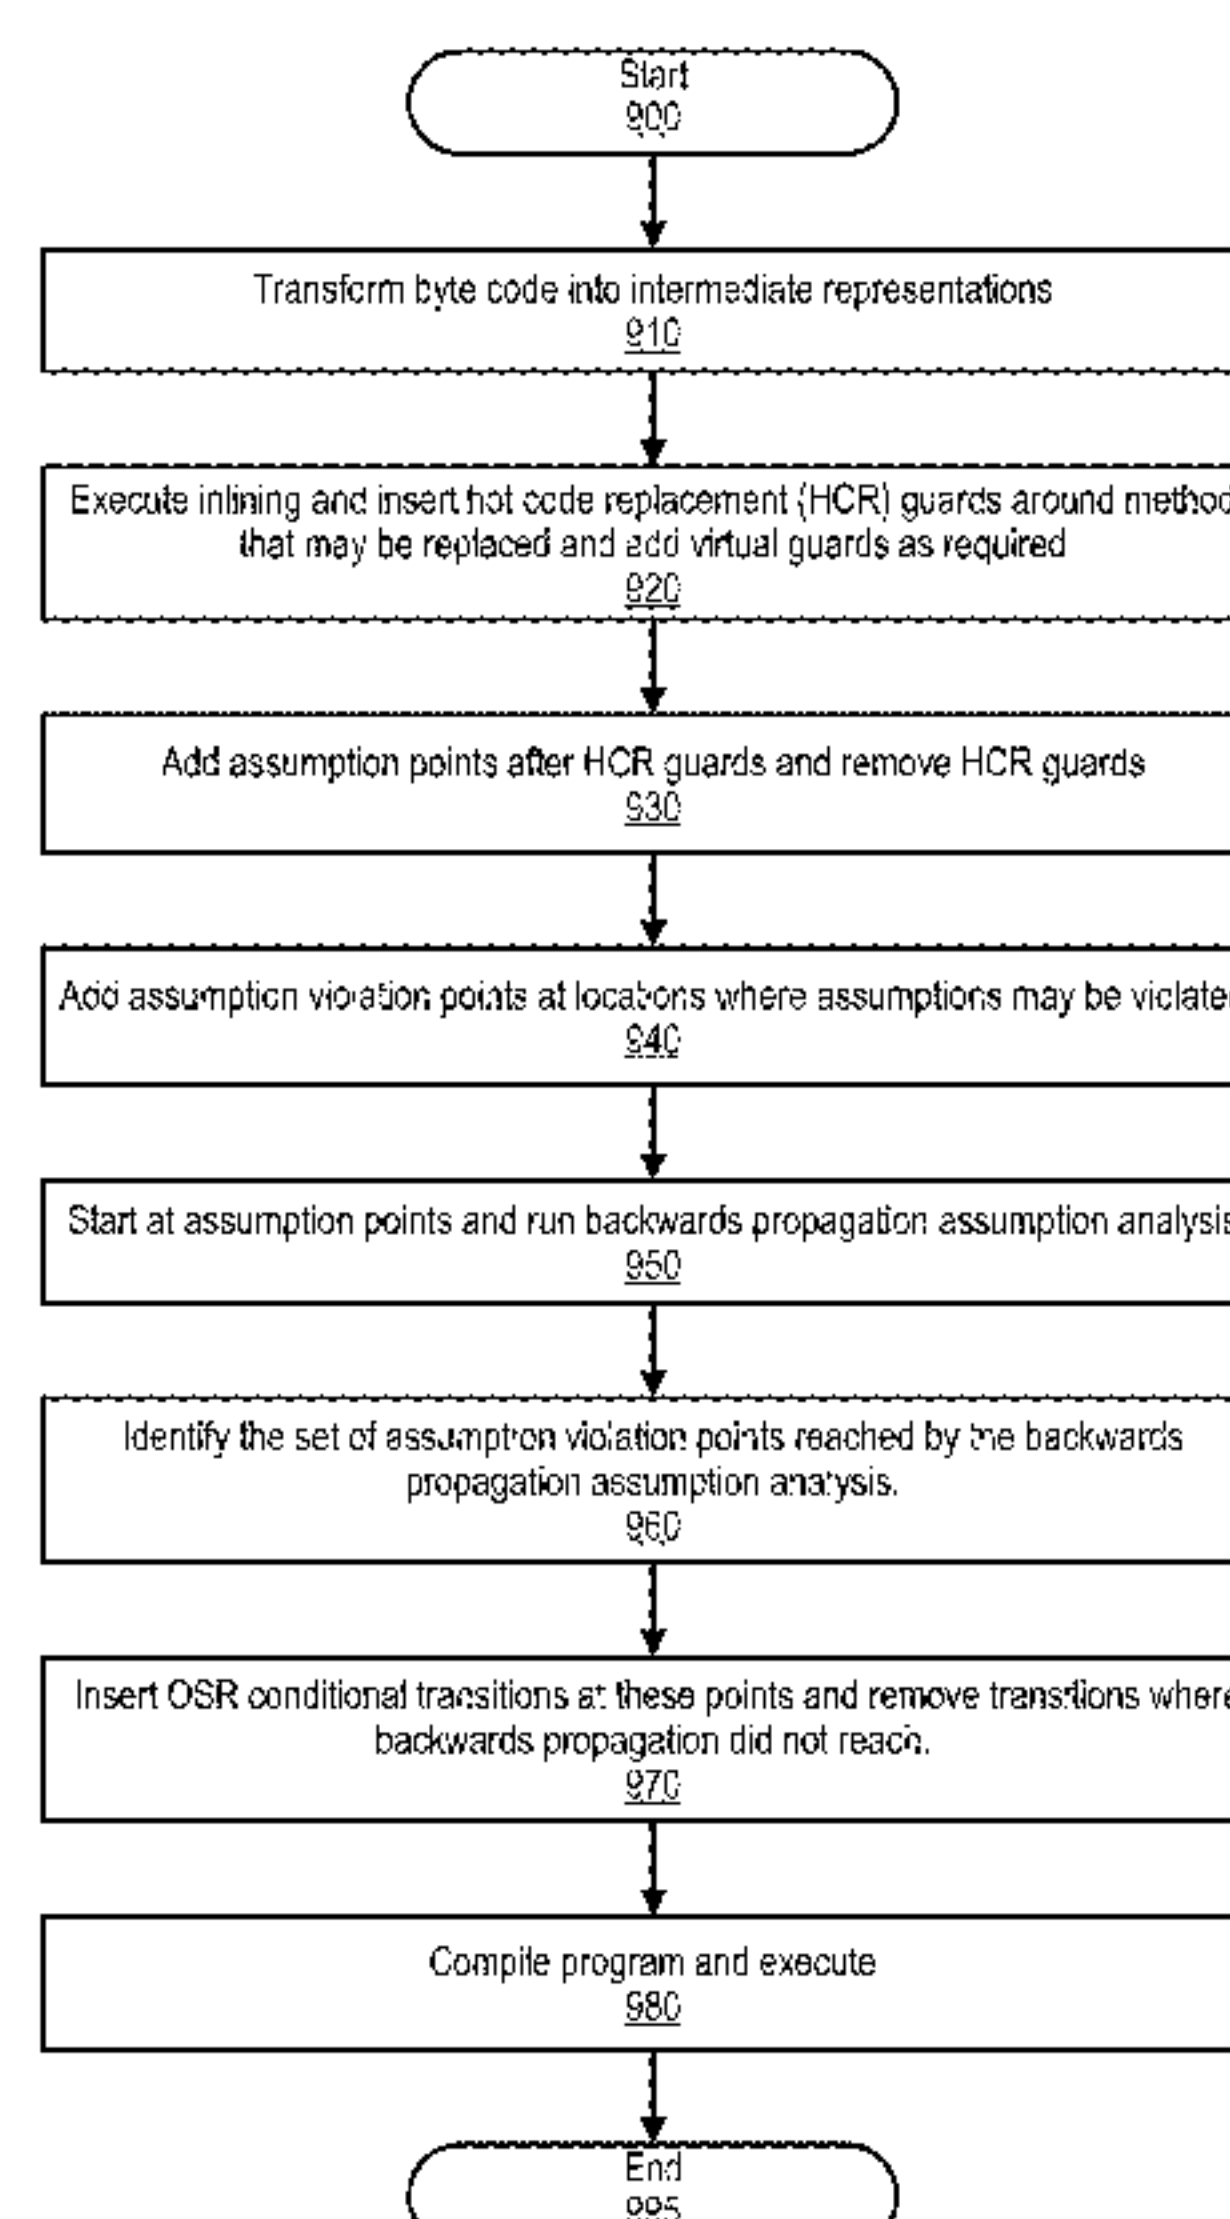 Start
900
Transform byte code into intermediate representations
910
Execute inlining and insert hot code replacement (HCR) guards around method
that may be replaced and add virtual guards as required
920
Add assumption points after HCR guards and remove HCR guards
930
Add assumption violation points at locations where assumptions may be violate
940
Start at assumption points and run backwards propagation assumption analysis
950
Identify the set of assumption violation points reached by the backwards
propagation assumption analysis.
960
Insert OSR conditional transitions at these points and remove transitions where
backwards propagation did not reach.
970
Compile program and execute
980
End
995